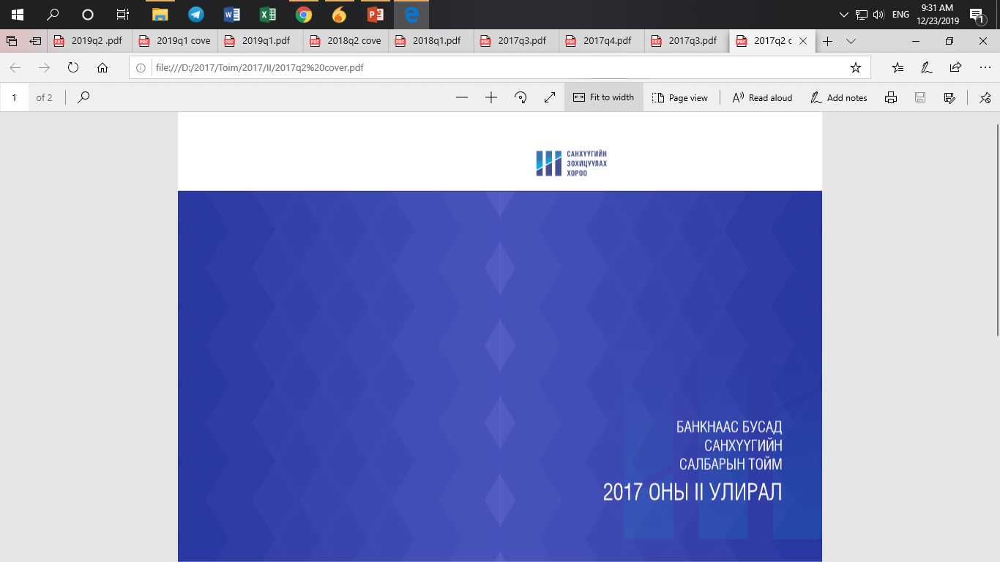 ENG
9:31 AM
12/23/2019
1
2019q2 .pdf
2019q1 cove
2019q1.pdf
2018q2 cove
2018q1.pdf
2017q3.pdf
2017q4.pdf
2017q3.pdf
2017q2 c
file:///D:/2017/Toim/2017/II/2017q2%20cover.pdf
1 of 2
Fit to width
Page view
Read aloud
Add notes
САНХҮҮГИЙН
ЗОХИЦУУЛАХ
ХОРОО
БАНКНААС БУСАД
САНХҮҮГИЙН
САЛБАРЫН ТОЙМ
2017 ОНЫ II УЛИРАЛ